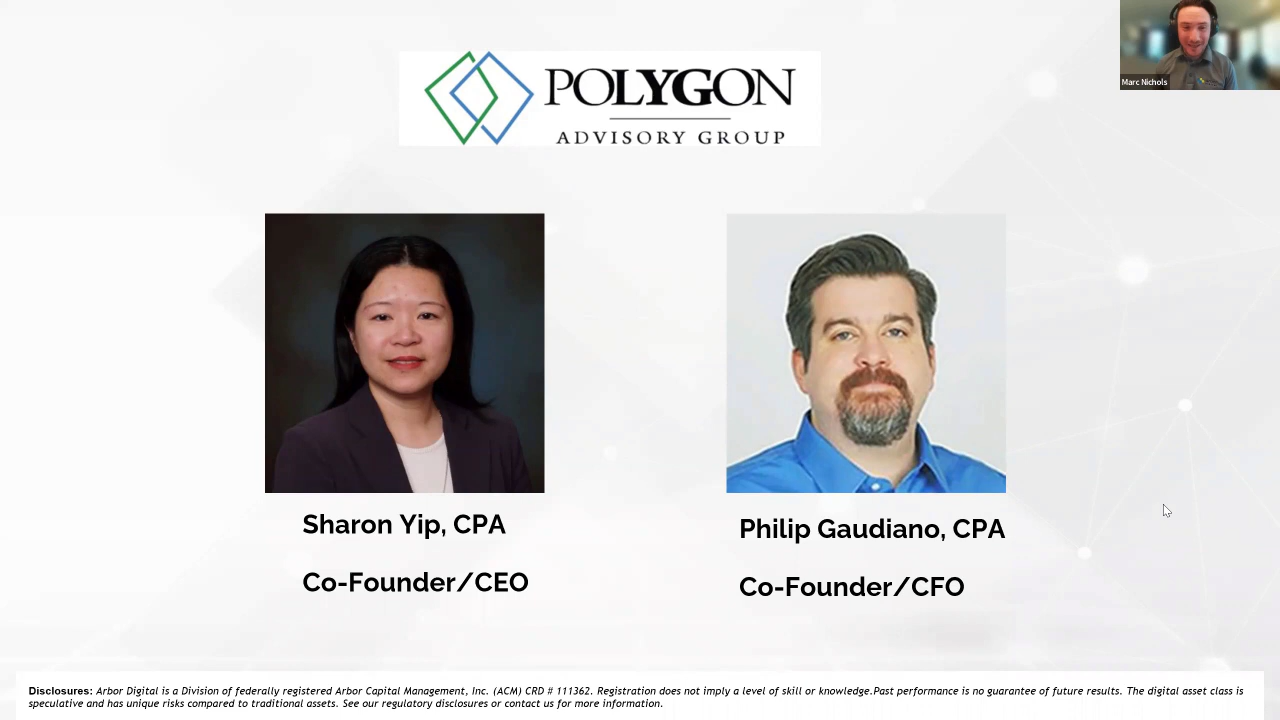 Marc Nichols
POLYGON
ADVISORY GROUP
Sharon Yip, CPA
Co-Founder/CEO
Philip Gaudiano, CPA
Co-Founder/CFO
Disclosures: Arbor Digital is a Division of federally registered Arbor Capital Management, Inc. (ACM) CRD # 111362. Registration does not imply a level of skill or knowledge.Past performance is no guarantee of future results. The digital asset class is
speculative and has unique risks compared to traditional assets. See our regulatory disclosures or contact us for more information.